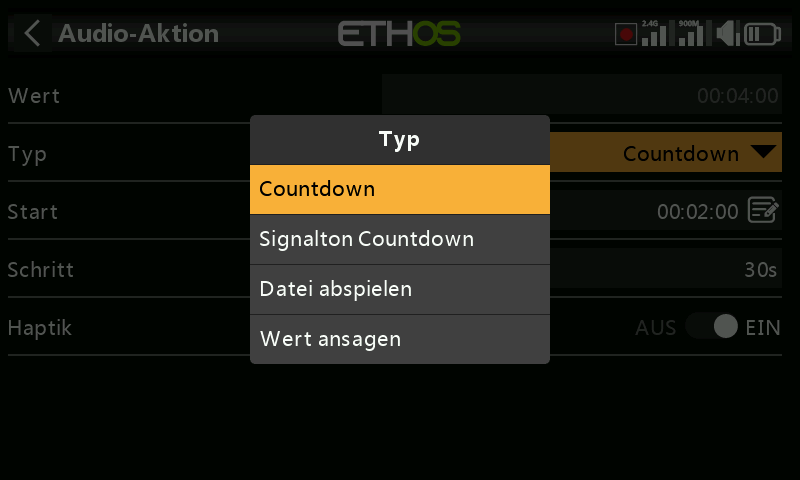 Audio-Aktion ETHOS 2.4G 900M
Wert 00:04:00
Typ
Typ Countdown
Countdown
Start 00:02:00
Signalton Countdown
Schritt 30s
Datei abspielen
Haptik AUS EIN
Wert ansagen